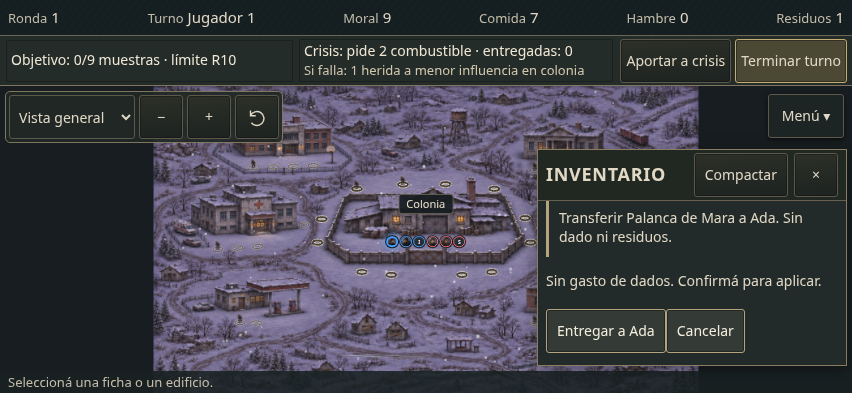 Ronda 1 Turno Jugador 1 Moral 9 Comida 7 Hambre 0 Residuos 1
Objetivo: 0/9 muestras · límite R10
Crisis: pide 2 combustible · entregadas: 0
Si falla: 1 herida a menor influencia en colonia
Aportar a crisis
Terminar turno
Vista general
−
+
Menú ▾
Colonia
INVENTARIO
Compactar
×
Transferir Palanca de Mara a Ada. Sin
dado ni residuos.
Sin gasto de dados. Confirmá para aplicar.
Entregar a Ada
Cancelar
Seleccioná una ficha o un edificio.